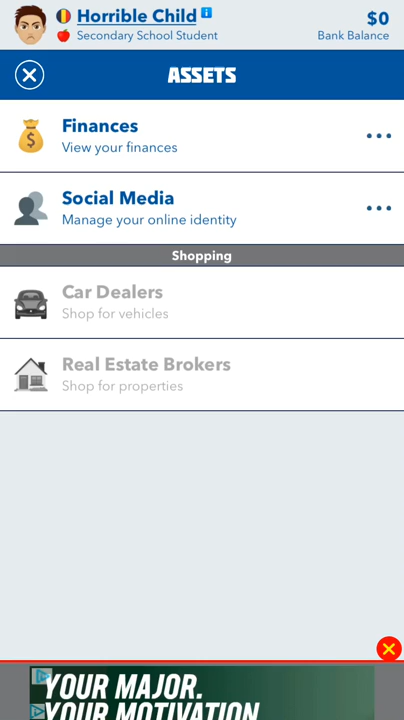 Horrible Child i
$0
Secondary School Student
Bank Balance
ASSETS
Finances
View your finances
Social Media
Manage your online identity
Shopping
Car Dealers
Shop for vehicles
Real Estate Brokers
Shop for properties
YOUR MAJOR.
YOUR MOTIVATION